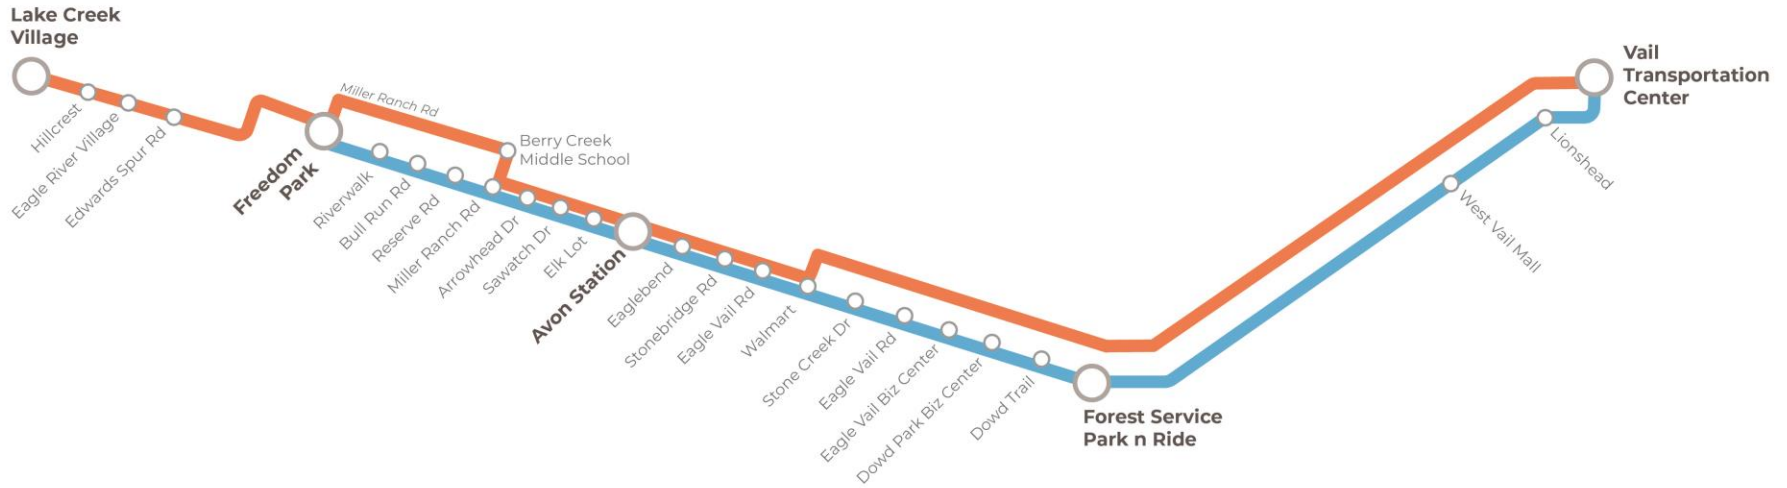 Lake Creek
Village
Hillcrest
Eagle River Village
Edwards Spur Rd
Freedom
Park
Miller Ranch Rd
Berry Creek
Middle School
Riverwalk
Bull Run Rd
Reserve Rd
Miller Ranch Rd
Arrowhead Dr
Sawatch Dr
Elk Lot
Avon Station
Eaglebend
Stonebridge Rd
Eagle Vail Rd
Walmart
Stone Creek Dr
Eagle Vail Rd
Eagle Vail Biz Center
Dowd Park Biz Center
Dowd Trail
Forest Service
Park n Ride
West Vail Mall
Lionshead
Vail
Transportation
Center